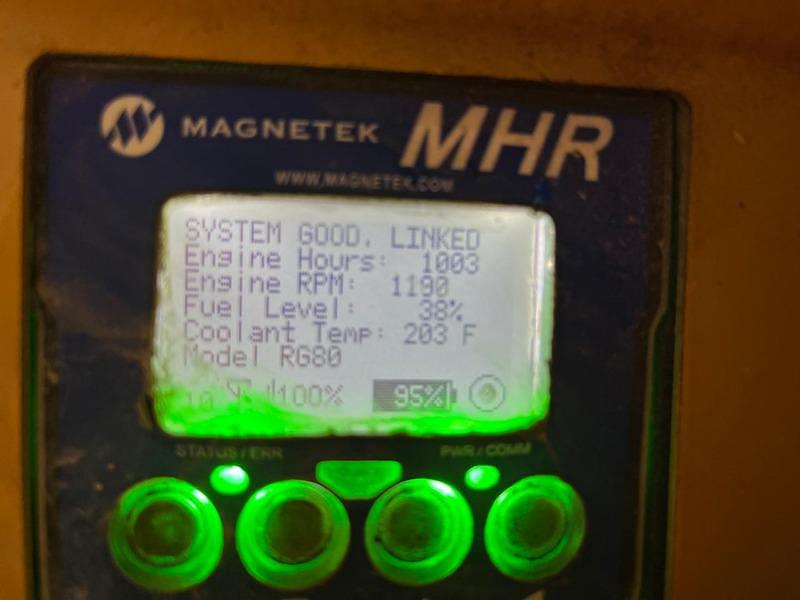 MAGNETEK MHR
WWW.MAGNETEK.COM
SYSTEM GOOD, LINKED
Engine Hours: 1003
Engine RPM: 1190
Fuel Level: 38%
Coolant Temp: 203 F
Model RG80
10 100% 95%
STATUS/ERR PWR/COMM